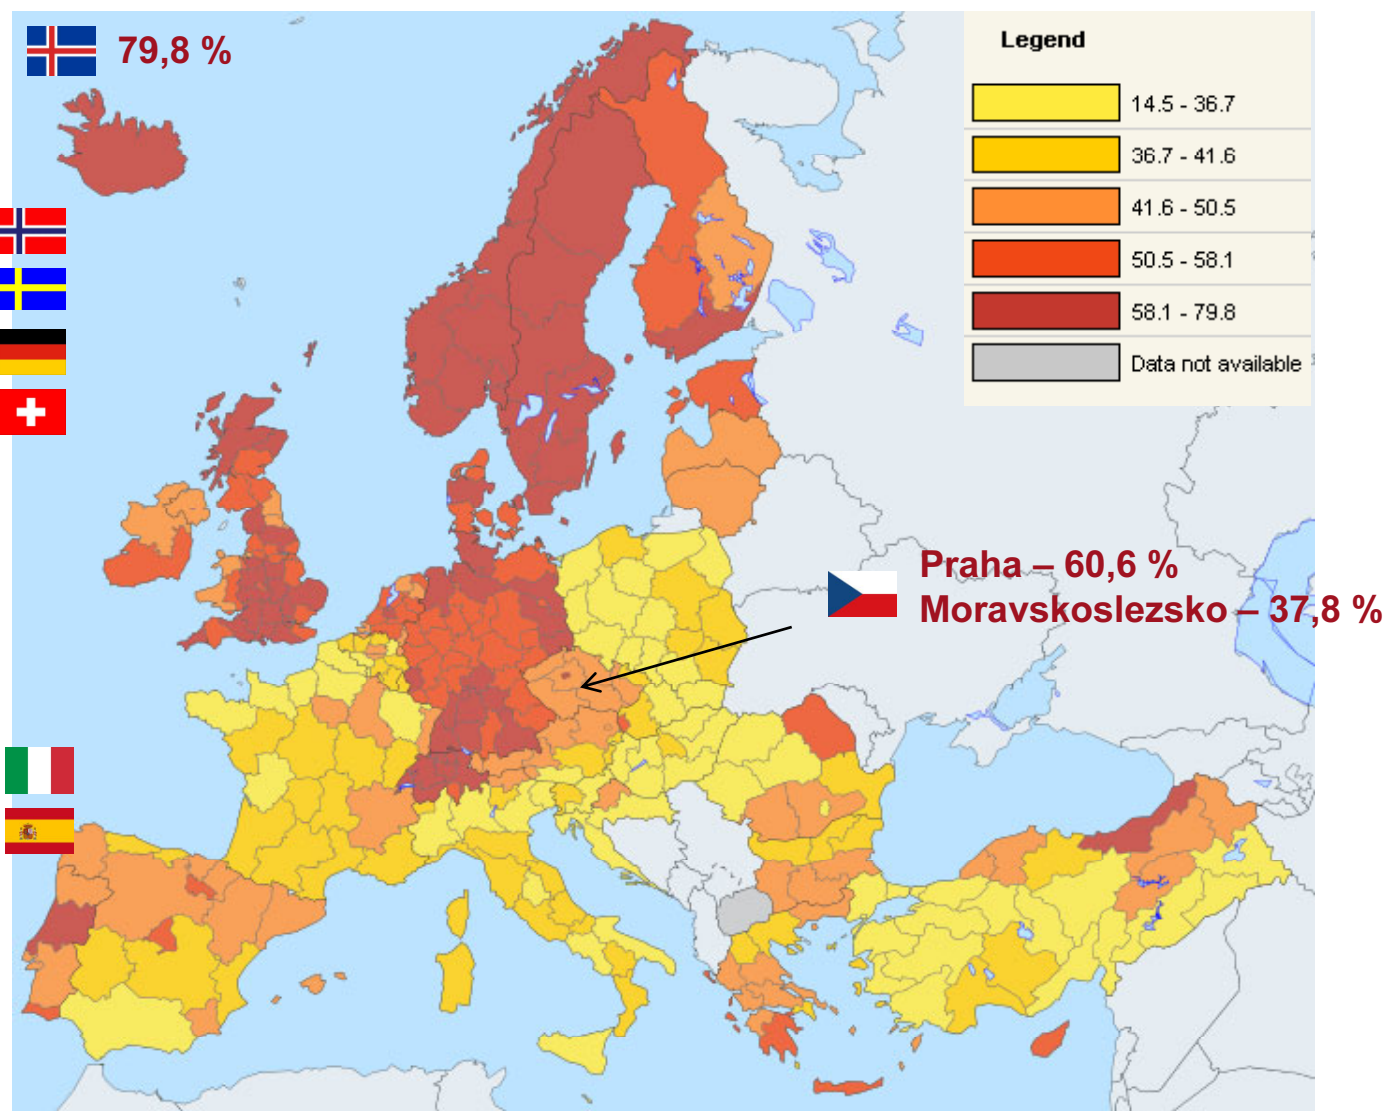 79,8 %
Legend
14.5 - 36.7
36.7 - 41.6
41.6 - 50.5
50.5 - 58.1
58.1 - 79.8
Data not available
Praha – 60,6 %
Moravskoslezsko – 37,8 %